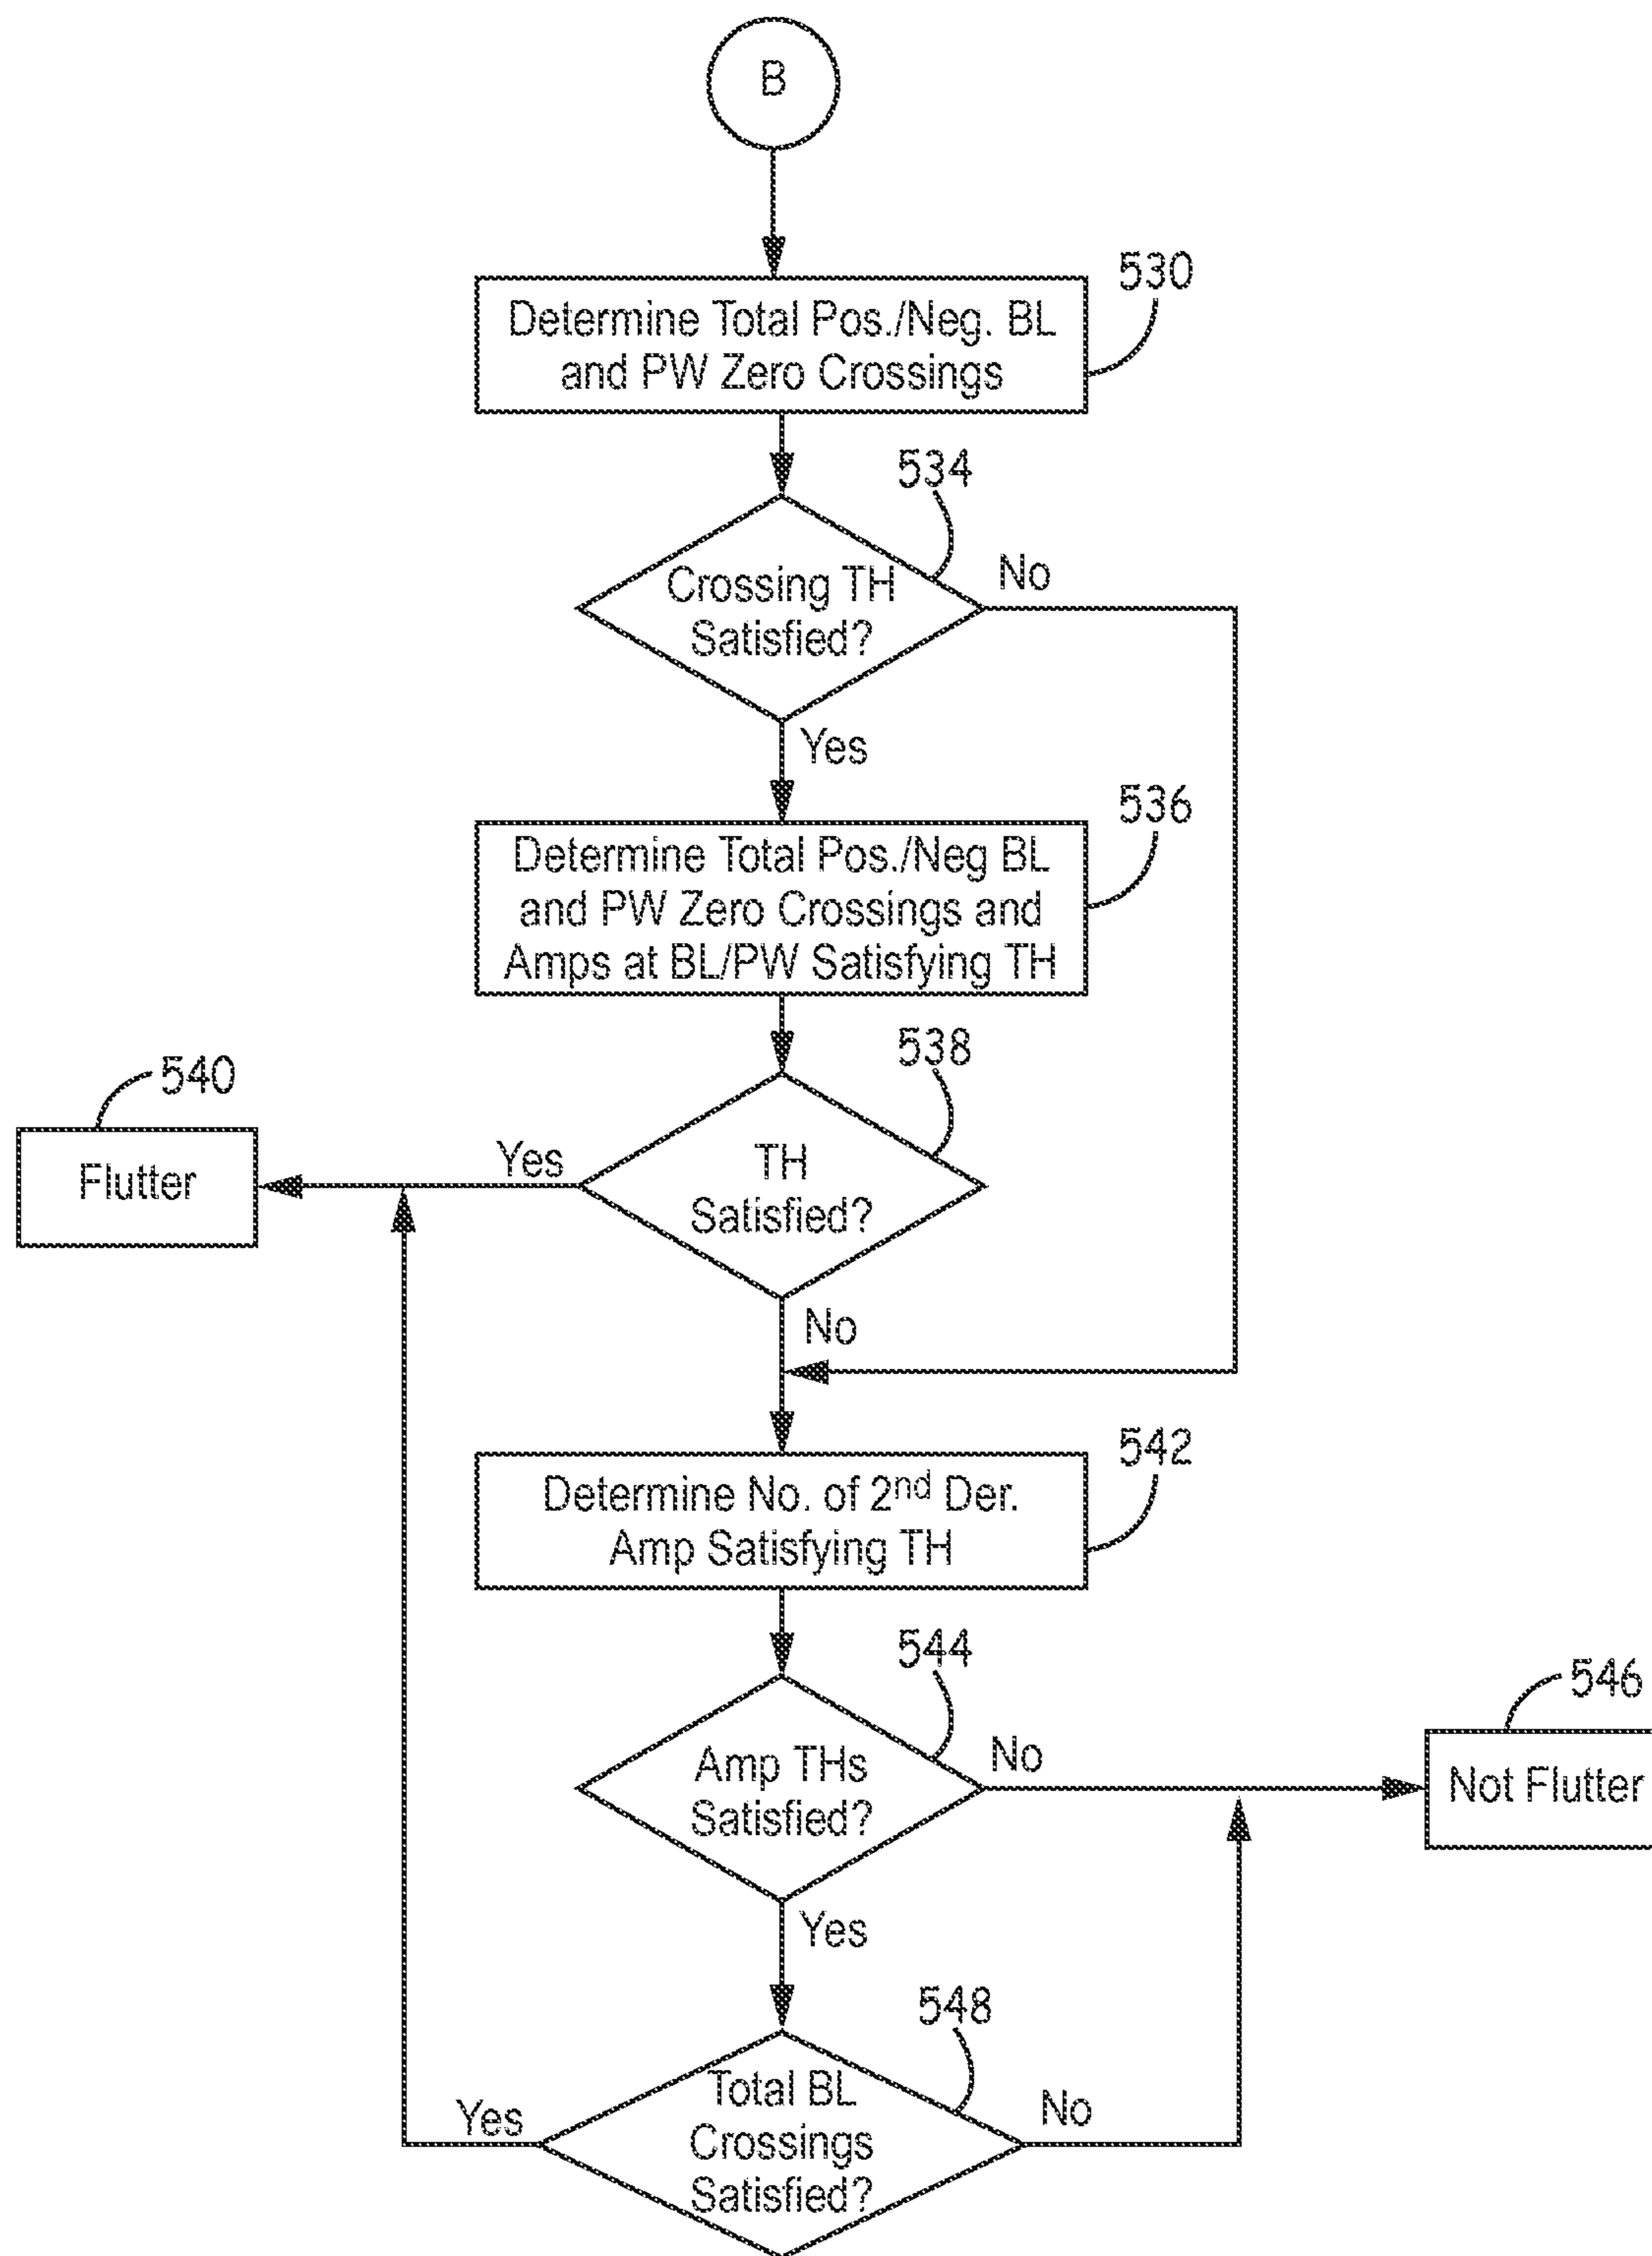 B
530
Determine Total Pos./Neg. BL
and PW Zero Crossings
534
Crossing TH
Satisfied?
No
Yes
536
Determine Total Pos./Neg BL
and PW Zero Crossings and
Amps at BL/PW Satisfying TH
538
540
TH
Satisfied?
Yes
Flutter
No
542
Determine No. of 2nd Der.
Amp Satisfying TH
544
546
Amp THs
Satisfied?
No
Not Flutter
Yes
548
Total BL
Crossings
Satisfied?
Yes
No